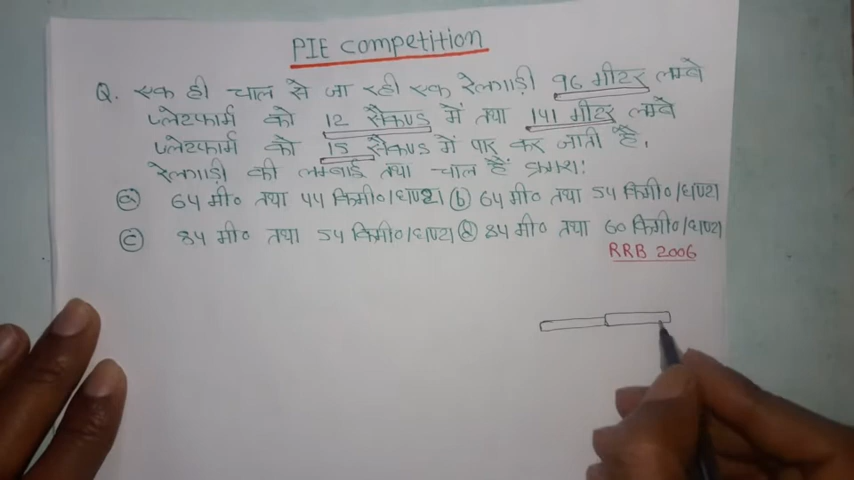 PIE competition
Q. एक ही चाल से जा रही एक रेलगाड़ी 96 मीटर लम्बे
प्लेटफार्म को 12 सैकण्ड में तथा 141 मीटर लम्बे
प्लेटफार्म को 15 सैकण्ड में पार कर जाती है.
रेलगाड़ी की लम्बाई तथा चाल हैं क्रमश:
(a) 64 मी० तथा 44 किमी०/घण्टा (b) 64 मी० तथा 54 किमी०/घण्टा
(c) 84 मी० तथा 54 किमी०/घण्टा (d) 84 मी० तथा 60 किमी०/घण्टा
RRB 2006